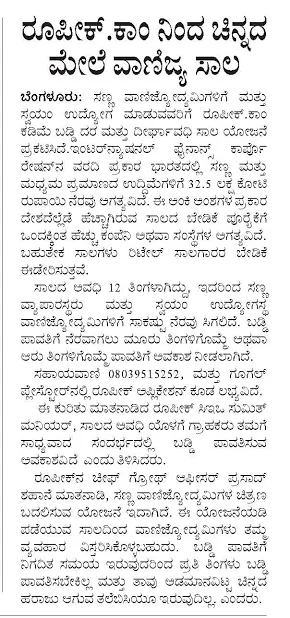 ರೂಪೀಕ್.ಕಾಂ ನಿಂದ ಚಿನ್ನದ
ಮೇಲೆ ವಾಣಿಜ್ಯ ಸಾಲ
ಬೆಂಗಳೂರು: ಸಣ್ಣ ವಾಣಿಜ್ಯೋದ್ಯಮಿಗಳಿಗೆ ಮತ್ತು
ಸ್ವಯಂ ಉದ್ಯೋಗ ಮಾಡುವವರಿಗೆ ರೂಪೀಕ್.ಕಾಂ
ಕಡಿಮೆ ಬಡ್ಡಿ ದರ ಮತ್ತು ದೀರ್ಘಾವಧಿ ಸಾಲ ಯೋಜನೆ
ಪ್ರಕಟಿಸಿದೆ.ಇಂಟರ್‌ನ್ಯಾಷನಲ್ ಫೈನಾನ್ಸ್ ಕಾರ್ಪೊ
ರೇಷನ್‌ನ ವರದಿ ಪ್ರಕಾರ ಭಾರತದಲ್ಲಿ ಸಣ್ಣ ಮತ್ತು
ಮಧ್ಯಮ ಪ್ರಮಾಣದ ಉದ್ದಿಮೆಗಳಿಗೆ 32.5 ಲಕ್ಷ ಕೋಟಿ
ರುಪಾಯಿ ನೆರವು ಅಗತ್ಯವಿದೆ. ಈ ಅಂಕಿ ಅಂಶಗಳ ಪ್ರಕಾರ
ದೇಶದೆಲ್ಲೆಡೆ ಹೆಚ್ಚಾಗಿರುವ ಸಾಲದ ಬೇಡಿಕೆ ಪೂರೈಕೆಗೆ
ಒಂದಕ್ಕಿಂತ ಹೆಚ್ಚು ಕಂಪೆನಿ ಅಥವಾ ಸಂಸ್ಥೆಗಳ ಅಗತ್ಯವಿದೆ.
ಬಹುತೇಕ ಸಾಲಗಳು ರಿಟೇಲ್ ಸಾಲಗಾರರ ಬೇಡಿಕೆ
ಈಡೇರಿಸುತ್ತವೆ.
ಸಾಲದ ಅವಧಿ 12 ತಿಂಗಳಾಗಿದ್ದು, ಇದರಿಂದ ಸಣ್ಣ
ವ್ಯಾಪಾರಸ್ಥರು ಮತ್ತು ಸ್ವಯಂ ಉದ್ಯೋಗಸ್ಥ
ವಾಣಿಜ್ಯೋದ್ಯಮಿಗಳಿಗೆ ಸಾಕಷ್ಟು ನೆರವು ಸಿಗಲಿದೆ. ಬಡ್ಡಿ
ಪಾವತಿಗೆ ನೆರವಾಗಲು ಮೂರು ತಿಂಗಳಿಗೊಮ್ಮೆ ಅಥವಾ
ಆರು ತಿಂಗಳಿಗೊಮ್ಮೆ ಪಾವತಿಗೆ ಅವಕಾಶ ನೀಡಲಾಗಿದೆ.
ಸಹಾಯವಾಣಿ 08039515252, ಮತ್ತು ಗೂಗಲ್
ಪ್ಲೇಸ್ಟೋರ್‌ನಲ್ಲಿ ರೂಪೀಕ್ ಅಪ್ಲಿಕೇಶನ್ ಕೂಡ ಲಭ್ಯವಿದೆ.
ಈ ಕುರಿತು ಮಾತನಾಡಿದ ರೂಪೀಕ್ ಸಿಇಒ ಸುಮಿತ್
ಮನಿಯರ್, ಸಾಲದ ಅವಧಿ ಯೊಳಗೆ ಗ್ರಾಹಕರು ತಮಗೆ
ಸಾಧ್ಯವಾದ ಸಂದರ್ಭದಲ್ಲಿ ಬಡ್ಡಿ ಪಾವತಿಸುವ
ಅವಕಾಶವಿದೆ ಎಂದು ತಿಳಿಸಿದರು.
ರೂಪೀಕ್‌ನ ಚೀಫ್ ಗ್ರೋಥ್ ಆಫೀಸರ್ ಪ್ರಸಾದ್
ಶಹಾನೆ ಮಾತನಾಡಿ, ಸಣ್ಣ ವಾಣಿಜ್ಯೋದ್ಯಮಿಗಳ ಚಿತ್ರಣ
ಬದಲಿಸುವ ಯೋಜನೆ ಇದಾಗಿದೆ. ಈ ಯೋಜನೆಯಡಿ
ಪಡೆಯುವ ಸಾಲದಿಂದ ವಾಣಿಜ್ಯೋದ್ಯಮಿಗಳು ತಮ್ಮ
ವ್ಯವಹಾರ ವಿಸ್ತರಿಸಿಕೊಳ್ಳಬಹುದು. ಬಡ್ಡಿ ಪಾವತಿಗೆ
ನಿಗದಿತ ಸಮಯ ಇರುವುದರಿಂದ ಪ್ರತಿ ತಿಂಗಳು ಬಡ್ಡಿ
ಪಾವತಿಸಬೇಕಿಲ್ಲ ಮತ್ತು ತಾವು ಅಡಮಾನವಿಟ್ಟ ಚಿನ್ನದ
ಹರಾಜು ಆಗುವ ತಲೆಬಿಸಿಯೂ ಇರುವುದಿಲ್ಲ. ಎಂದರು.